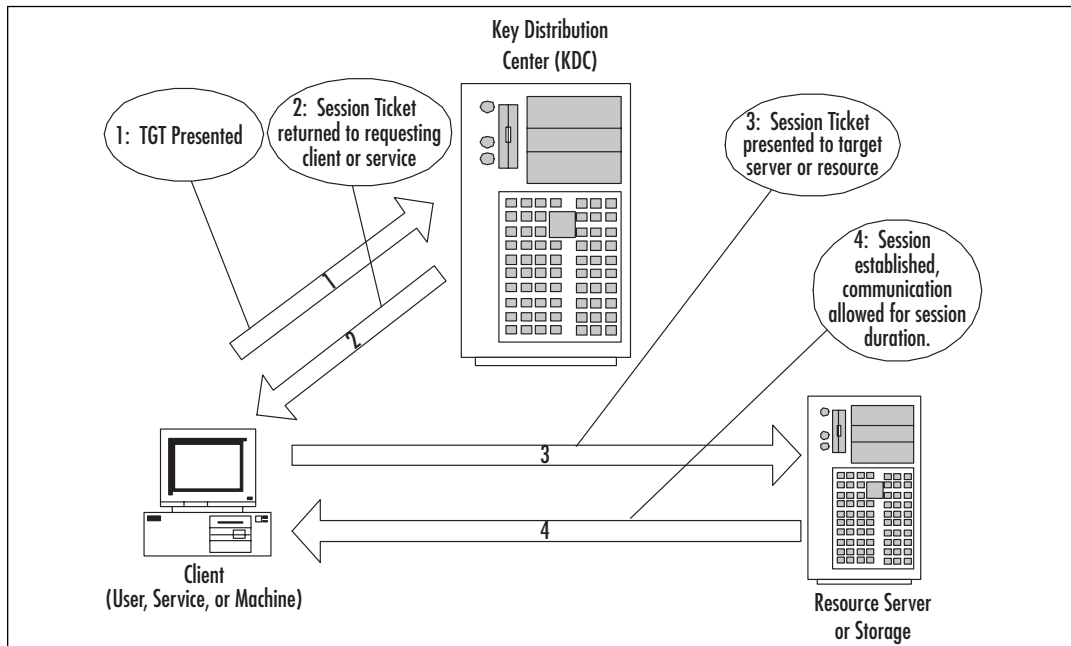 Key Distribution
Center (KDC)
1: TGT Presented
2: Session Ticket
returned to requesting
client or service
3: Session Ticket
presented to target
server or resource
4: Session
established,
communication
allowed for session
duration.
1
2
3
4
Client
(User, Service, or Machine)
Resource Server
or Storage